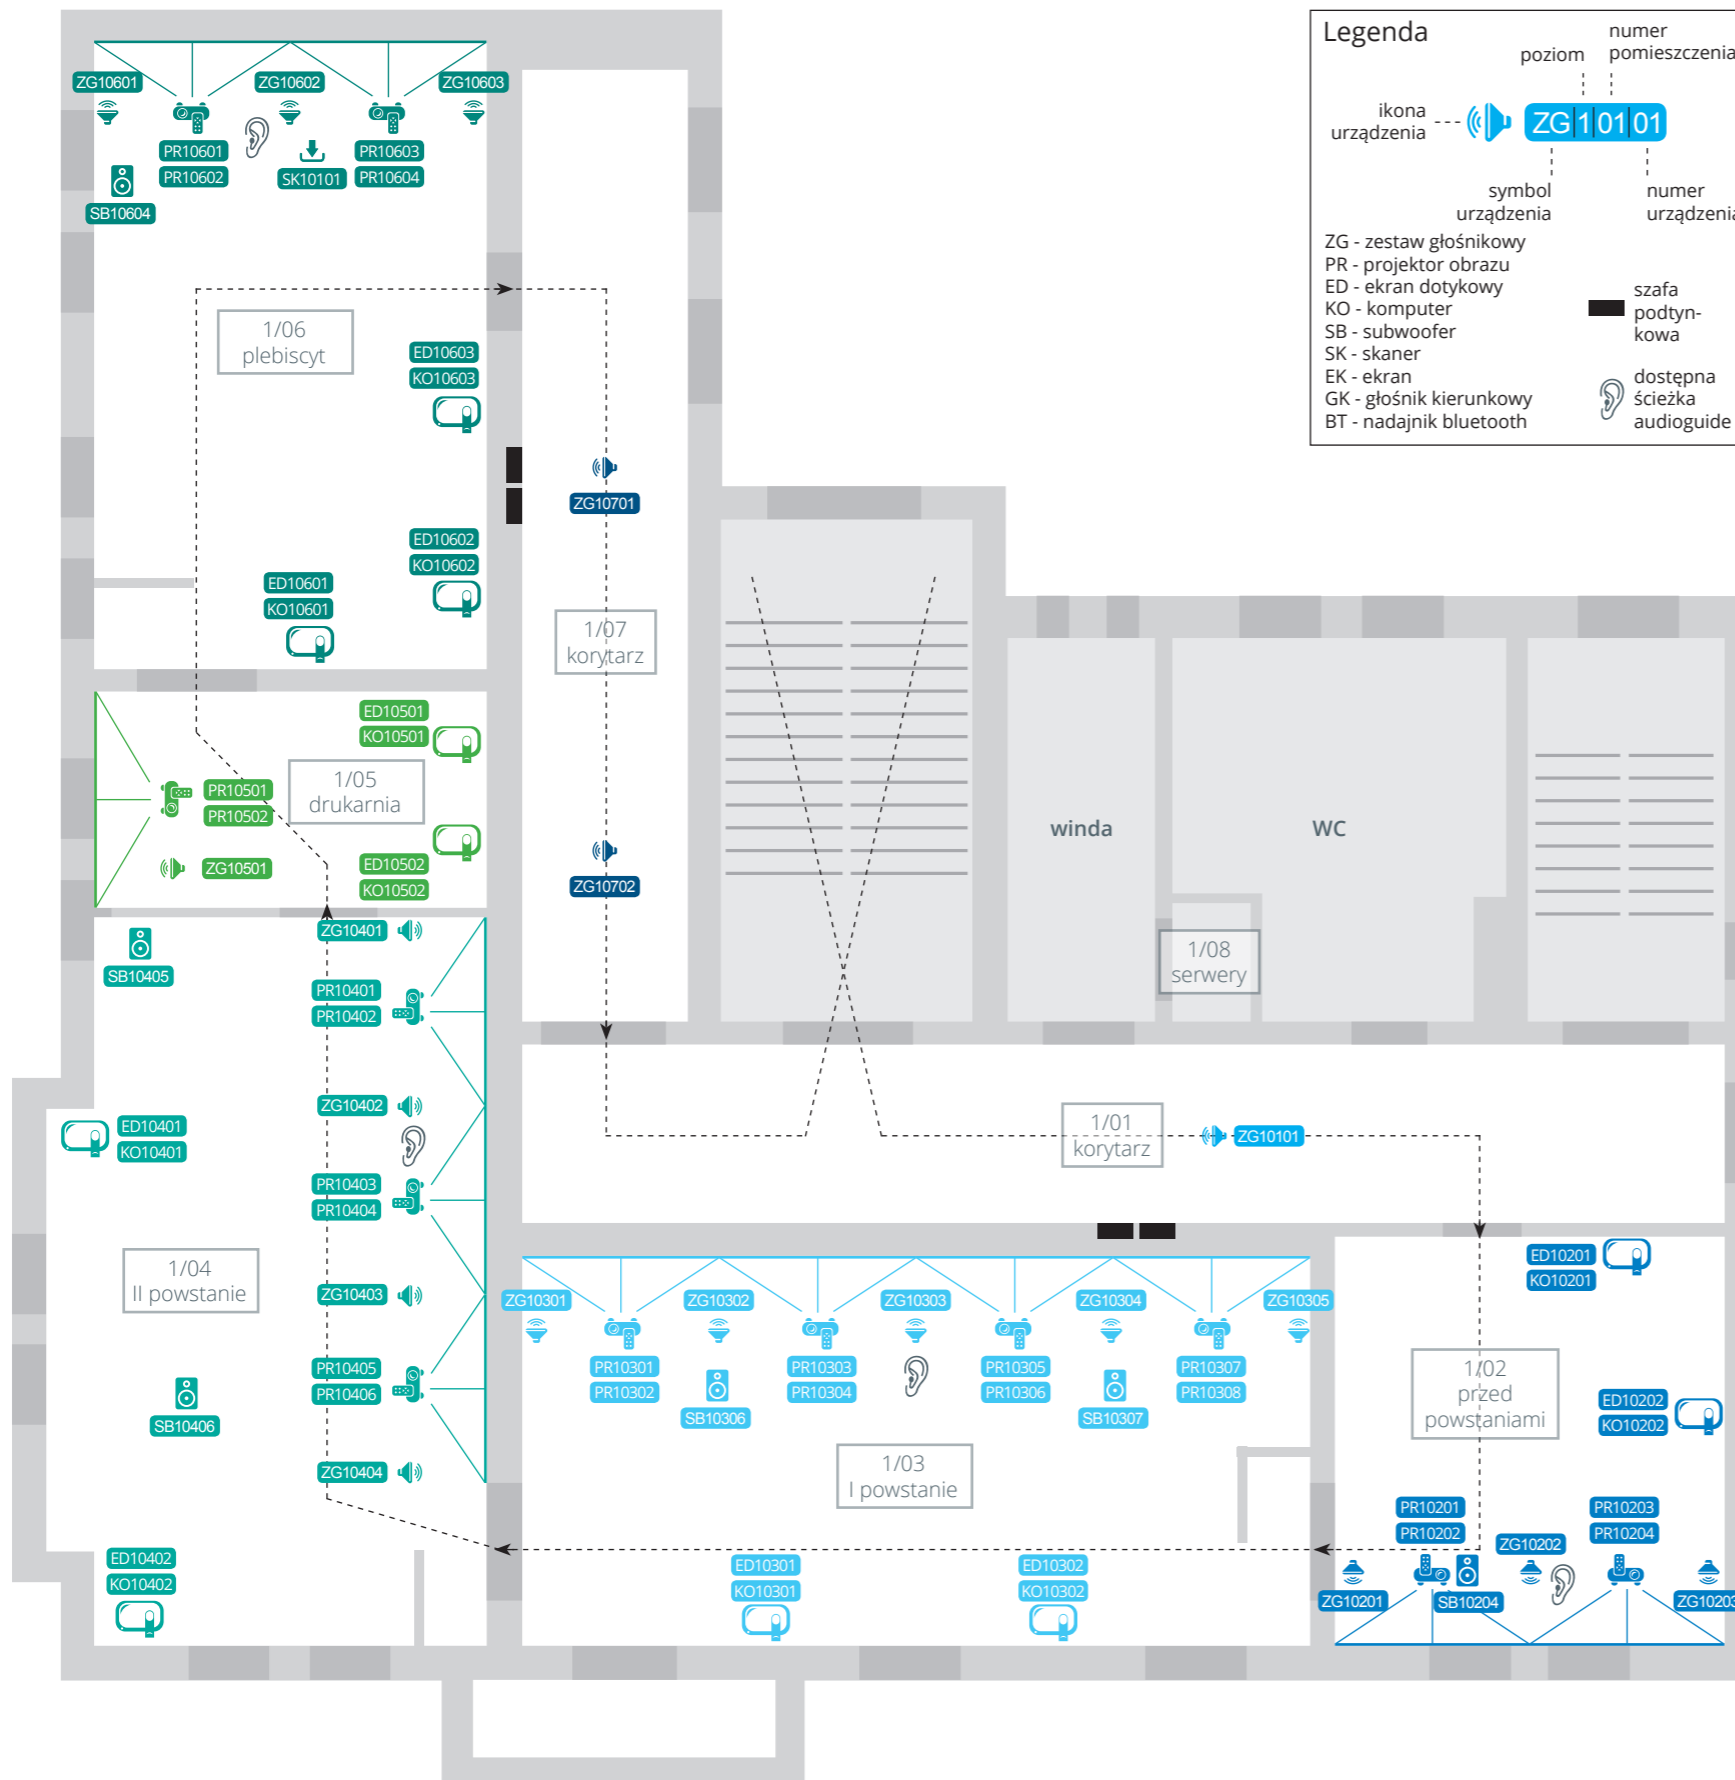 Legenda
poziom
numer
pomieszczenia
ikona
urządzenia
ZG 1 01 01
symbol
urządzenia
numer
urządzenia
ZG - zestaw głośnikowy
PR - projektor obrazu
ED - ekran dotykowy
KO - komputer
SB - subwoofer
SK - skaner
EK - ekran
GK - głośnik kierunkowy
BT - nadajnik bluetooth
szafa
podtyn-
kowa
dostępna
ścieżka
audioguide
ZG10601
ZG10602
ZG10603
PR10601
PR10602
SK10101
PR10603
PR10604
SB10604
1/06
plebiscyt
ED10603
KO10603
ED10602
KO10602
ED10601
KO10601
ZG10701
1/07
korytarz
ZG10702
ED10501
KO10501
1/05
drukarnia
PR10501
PR10502
ZG10501
ED10502
KO10502
winda
WC
1/08
serwery
ZG10401
SB10405
PR10401
PR10402
ZG10402
ED10401
KO10401
PR10403
PR10404
1/04
II powstanie
ZG10403
PR10405
PR10406
SB10406
ZG10404
ED10402
KO10402
1/01
korytarz
ZG10101
ZG10301
ZG10302
ZG10303
ZG10304
ZG10305
PR10301
PR10302
PR10303
PR10304
PR10305
PR10306
PR10307
PR10308
SB10306
SB10307
1/03
I powstanie
ED10301
KO10301
ED10302
KO10302
ED10201
KO10201
1/02
przed
powstaniami
ED10202
KO10202
PR10201
PR10202
PR10203
PR10204
ZG10202
ZG10201
SB10204
ZG10203